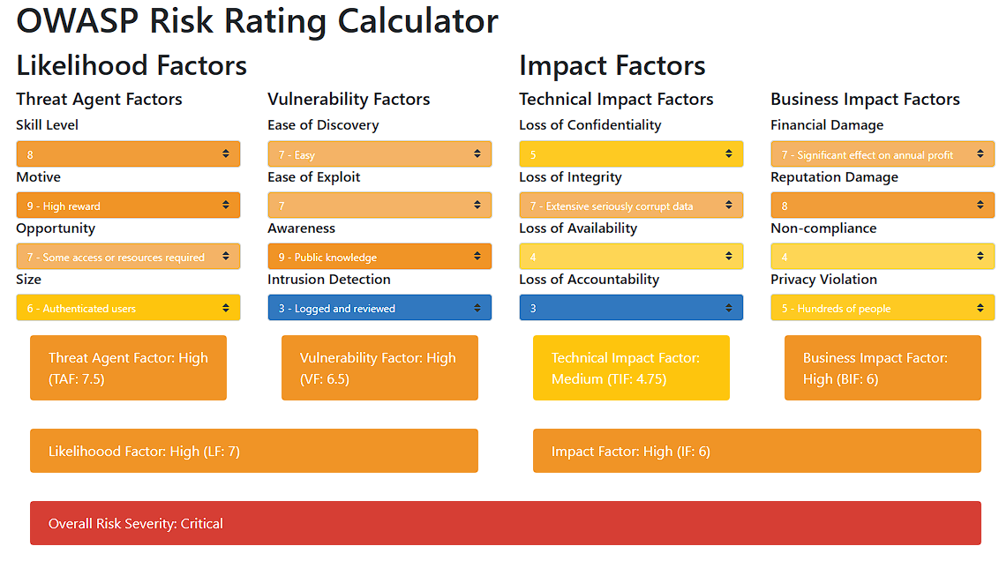 OWASP Risk Rating Calculator
Likelihood Factors
Threat Agent Factors
Skill Level
8
Motive
9 - High reward
Opportunity
7 - Some access or resources required
Size
6 - Authenticated users
Threat Agent Factor: High
(TAF: 7.5)
Vulnerability Factors
Ease of Discovery
7 - Easy
Ease of Exploit
7
Awareness
9 - Public knowledge
Intrusion Detection
3 - Logged and reviewed
Vulnerability Factor: High
(VF: 6.5)
Likelihoood Factor: High (LF: 7)
Impact Factors
Technical Impact Factors
Loss of Confidentiality
5
Loss of Integrity
7 - Extensive seriously corrupt data
Loss of Availability
4
Loss of Accountability
3
Technical Impact Factor:
Medium (TIF: 4.75)
Business Impact Factors
Financial Damage
7 - Significant effect on annual profit
Reputation Damage
8
Non-compliance
4
Privacy Violation
5 - Hundreds of people
Business Impact Factor:
High (BIF: 6)
Impact Factor: High (IF: 6)
Overall Risk Severity: Critical